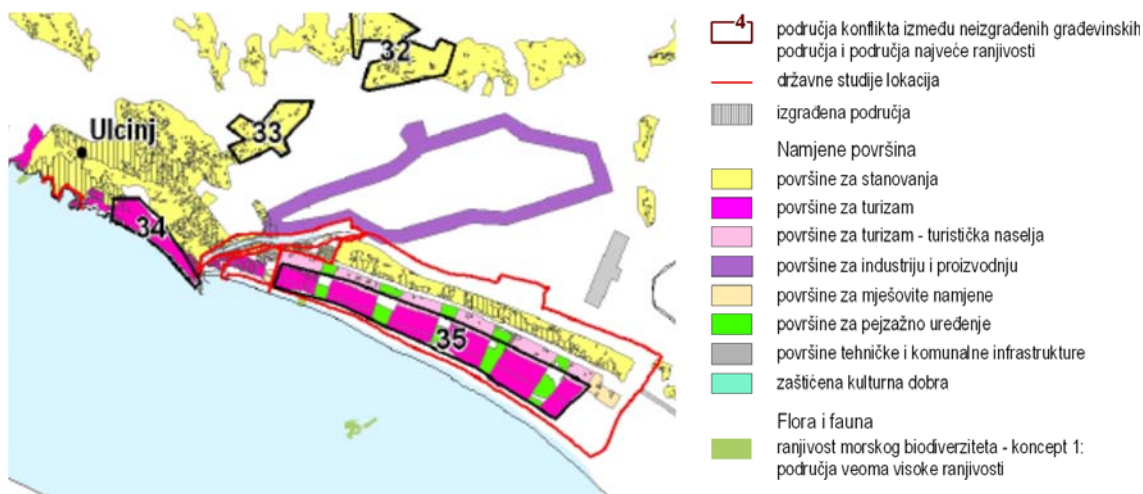 32
33
Ulcinj
34
35
4
područja konflikta između neizgrađenih građevinskih
područja i područja najveće ranjivosti
državne studije lokacija
izgrađena područja
Namjene površina
površine za stanovanja
površine za turizam
površine za turizam - turistička naselja
površine za industriju i proizvodnju
površine za mješovite namjene
površine za pejzažno uređenje
površine tehničke i komunalne infrastrukture
zaštićena kulturna dobra
Flora i fauna
ranjivost morskog biodiverziteta - koncept 1:
područja veoma visoke ranjivosti